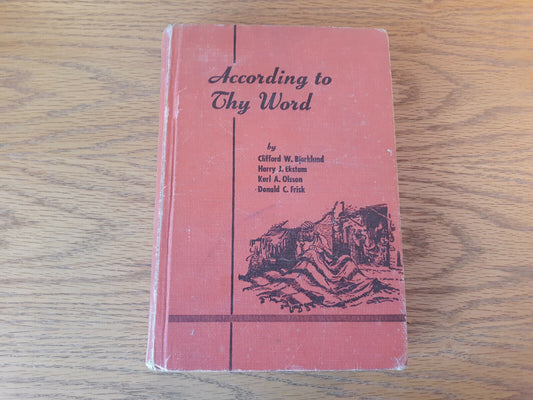 According to
Thy Word
by
Clifford W. Bjorklund
Harry J. Ekstam
Karl A. Olsson
Donald C. Frisk